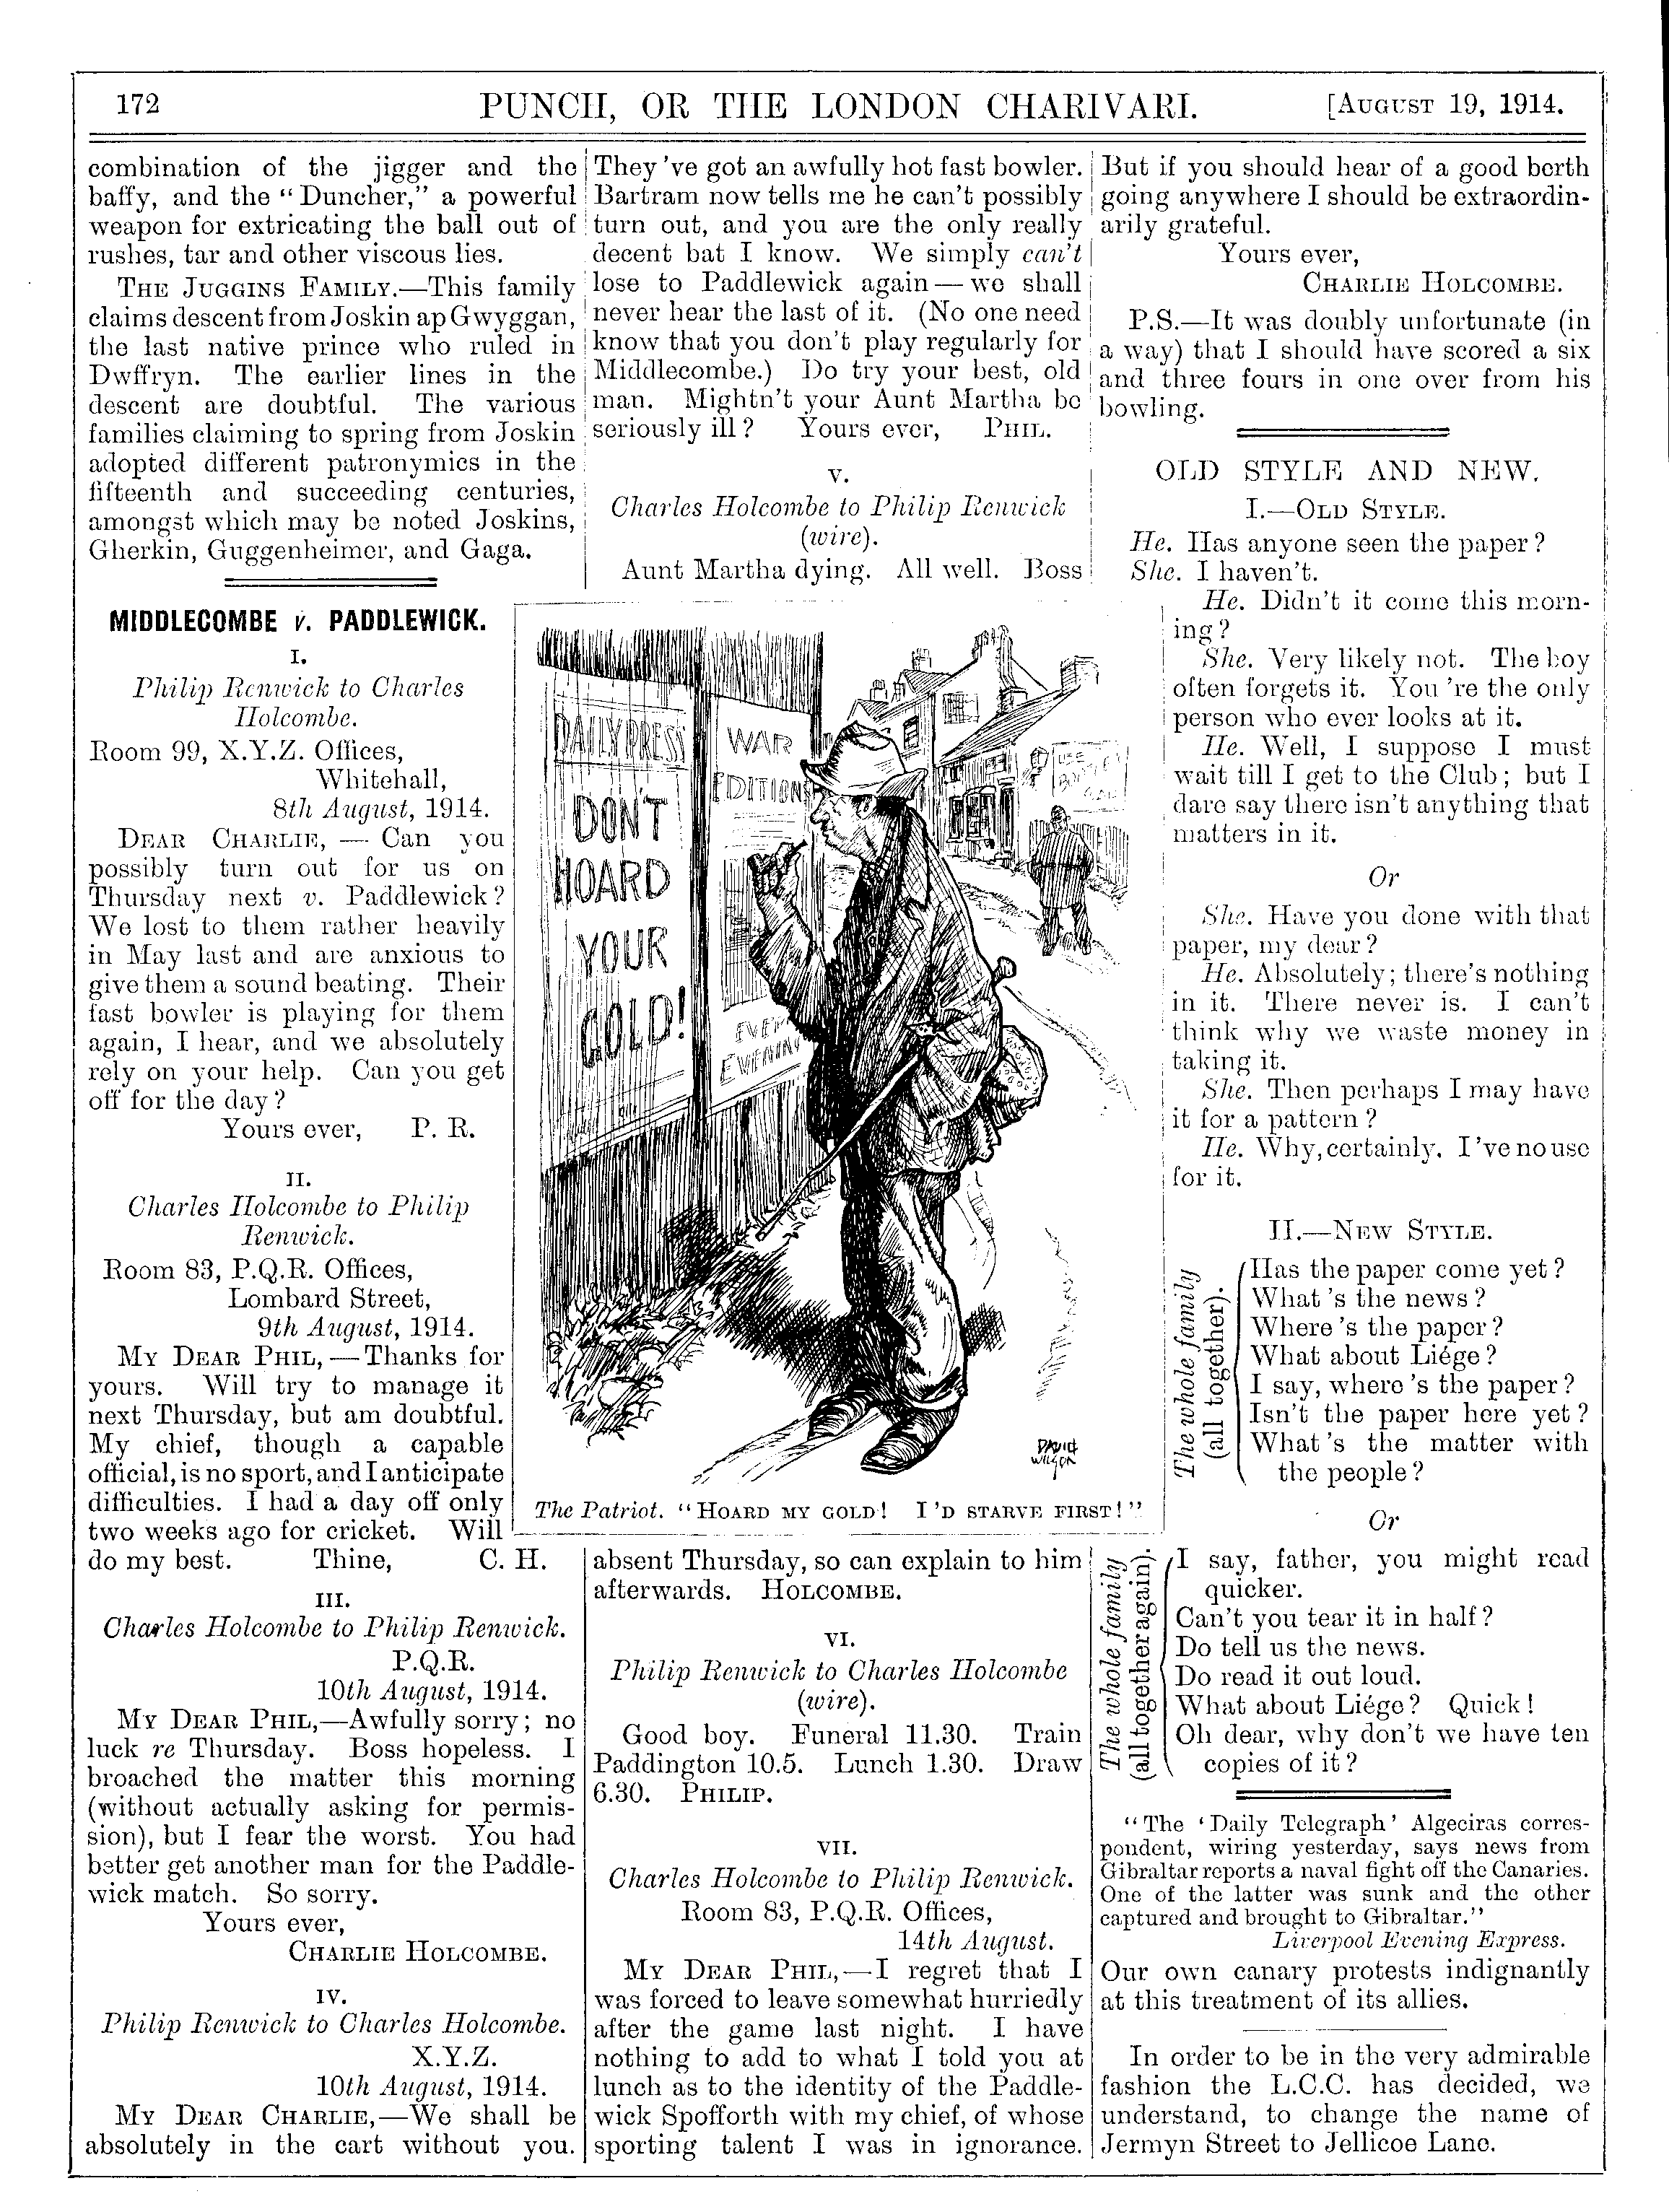 172
PUNCH, OR THE LONDON CHARIVARI.
[AUGUST 19, 1914.
combination of the jigger and the
baffy, and the "Duncher," a powerful
weapon for extricating the ball out of
rushes, tar and other viscous lies.
THE JUGGINS FAMILY.—This family
claims descent from Joskin ap Gwyggan,
the last native prince who ruled in
Dwffryn. The earlier lines in the
descent are doubtful. The various
families claiming to spring from Joskin
adopted different patronymics in the
fifteenth and succeeding centuries,
amongst which may be noted Joskins,
Gherkin, Guggenheimer, and Gaga.
MIDDLECOMBE v. PADDLEWICK.
I.
Philip Renwick to Charles
Holcombe.
Room 99, X.Y.Z. Offices,
Whitehall,
8th August, 1914.
DEAR CHARLIE, — Can you
possibly turn out for us on
Thursday next v. Paddlewick?
We lost to them rather heavily
in May last and are anxious to
give them a sound beating. Their
fast bowler is playing for them
again, I hear, and we absolutely
rely on your help. Can you get
off for the day?
Yours ever, P. R.
II.
Charles Holcombe to Philip
Renwick.
Room 83, P.Q.R. Offices,
Lombard Street,
9th August, 1914.
MY DEAR PHIL, — Thanks for
yours. Will try to manage it
next Thursday, but am doubtful.
My chief, though a capable
official, is no sport, and I anticipate
difficulties. I had a day off only
two weeks ago for cricket. Will
do my best. Thine, C. H.
III.
Charles Holcombe to Philip Renwick.
P.Q.R.
10th August, 1914.
MY DEAR PHIL,—Awfully sorry; no
luck re Thursday. Boss hopeless. I
broached the matter this morning
(without actually asking for permis-
sion), but I fear the worst. You had
better get another man for the Paddle-
wick match. So sorry.
Yours ever,
CHARLIE HOLCOMBE.
IV.
Philip Renwick to Charles Holcombe.
X.Y.Z.
10th August, 1914.
MY DEAR CHARLIE,—We shall be
absolutely in the cart without you.
They've got an awfully hot fast bowler.
Bartram now tells me he can't possibly
turn out, and you are the only really
decent bat I know. We simply can't
lose to Paddlewick again — we shall
never hear the last of it. (No one need
know that you don't play regularly for
Middlecombe.) Do try your best, old
man. Mightn't your Aunt Martha be
seriously ill? Yours ever, PHIL.
V.
Charles Holcombe to Philip Renwick
(wire).
Aunt Martha dying. All well. Boss
DAILY PRESS
DON'T
HOARD
YOUR
GOLD!
WAR
EDITION
EVERY
EVENING
USE
DAVID
WILSON
The Patriot. "HOARD MY GOLD! I'D STARVE FIRST!"
absent Thursday, so can explain to him
afterwards. HOLCOMBE.
VI.
Philip Renwick to Charles Holcombe
(wire).
Good boy. Funeral 11.30. Train
Paddington 10.5. Lunch 1.30. Draw
6.30. PHILIP.
VII.
Charles Holcombe to Philip Renwick.
Room 83, P.Q.R. Offices,
14th August.
MY DEAR PHIL,—I regret that I
was forced to leave somewhat hurriedly
after the game last night. I have
nothing to add to what I told you at
lunch as to the identity of the Paddle-
wick Spofforth with my chief, of whose
sporting talent I was in ignorance.
But if you should hear of a good berth
going anywhere I should be extraordin-
arily grateful.
Yours ever,
CHARLIE HOLCOMBE.
P.S.—It was doubly unfortunate (in
a way) that I should have scored a six
and three fours in one over from his
bowling.
OLD STYLE AND NEW.
I.—OLD STYLE.
He. Has anyone seen the paper?
She. I haven't.
He. Didn't it come this morn-
ing?
She. Very likely not. The boy
often forgets it. You're the only
person who ever looks at it.
He. Well, I suppose I must
wait till I get to the Club; but I
dare say there isn't anything that
matters in it.
Or
She. Have you done with that
paper, my dear?
He. Absolutely; there's nothing
in it. There never is. I can't
think why we waste money in
taking it.
She. Then perhaps I may have
it for a pattern?
He. Why, certainly. I've no use
for it.
II.—NEW STYLE.
The whole family
(all together).
Has the paper come yet?
What's the news?
Where's the paper?
What about Liége?
I say, where's the paper?
Isn't the paper here yet?
What's the matter with
the people?
Or
The whole family
(all together again).
I say, father, you might read
quicker.
Can't you tear it in half?
Do tell us the news.
Do read it out loud.
What about Liége? Quick!
Oh dear, why don't we have ten
copies of it?
"The 'Daily Telegraph' Algeciras corres-
pondent, wiring yesterday, says news from
Gibraltar reports a naval fight off the Canaries.
One of the latter was sunk and the other
captured and brought to Gibraltar."
Liverpool Evening Express.
Our own canary protests indignantly
at this treatment of its allies.
In order to be in the very admirable
fashion the L.C.C. has decided, we
understand, to change the name of
Jermyn Street to Jellicoe Lane.